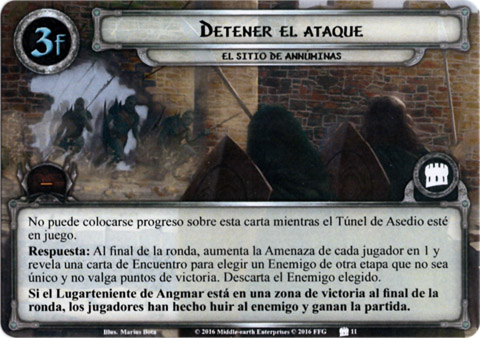 3F
DETENER EL ATAQUE
EL SITIO DE ANNÚMINAS
–
No puede colocarse progreso sobre esta carta mientras el Túnel de Asedio esté
en juego.
Respuesta: Al final de la ronda, aumenta la Amenaza de cada jugador en 1 y
revela una carta de Encuentro para elegir un Enemigo de otra etapa que no sea
único y no valga puntos de victoria. Descarta el Enemigo elegido.
Si el Lugarteniente de Angmar está en una zona de victoria al final de la
ronda, los jugadores han hecho huir al enemigo y ganan la partida.
Illus. Marius Bota © 2016 Middle-earth Enterprises © 2016 FFG 11